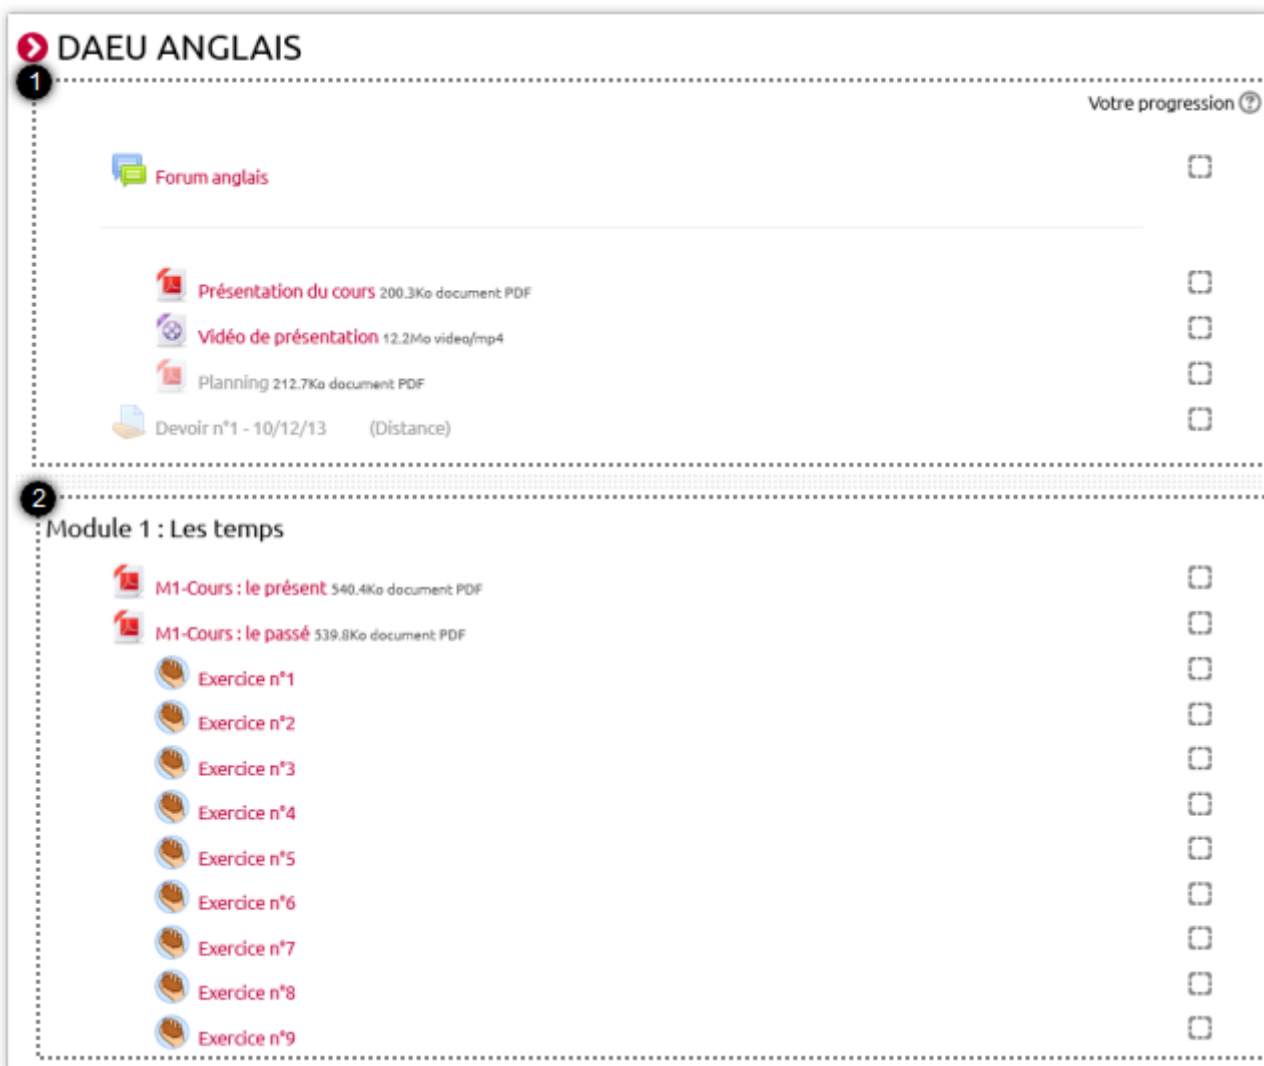 DAEU ANGLAIS
1
Votre progression ?
Forum anglais
Présentation du cours 200.3Ko document PDF
Vidéo de présentation 12.2Mo video/mp4
Planning 212.7Ko document PDF
Devoir n°1 - 10/12/13 (Distance)
2
Module 1 : Les temps
M1-Cours : le présent 540.4Ko document PDF
M1-Cours : le passé 539.8Ko document PDF
Exercice n°1
Exercice n°2
Exercice n°3
Exercice n°4
Exercice n°5
Exercice n°6
Exercice n°7
Exercice n°8
Exercice n°9